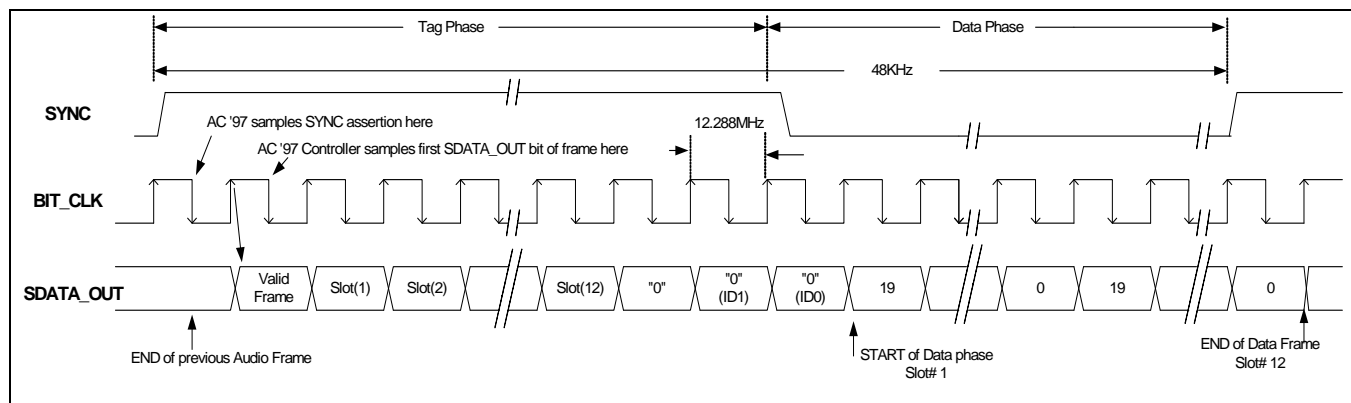 Tag Phase
Data Phase
48KHz
SYNC
AC '97 samples SYNC assertion here
12.288MHz
AC '97 Controller samples first SDATA_OUT bit of frame here
BIT_CLK
SDATA_OUT
Valid
Frame
Slot(1)
Slot(2)
Slot(12)
"0"
"0"
(ID1)
"0"
(ID0)
19
0
19
0
END of previous Audio Frame
START of Data phase
Slot# 1
END of Data Frame
Slot# 12